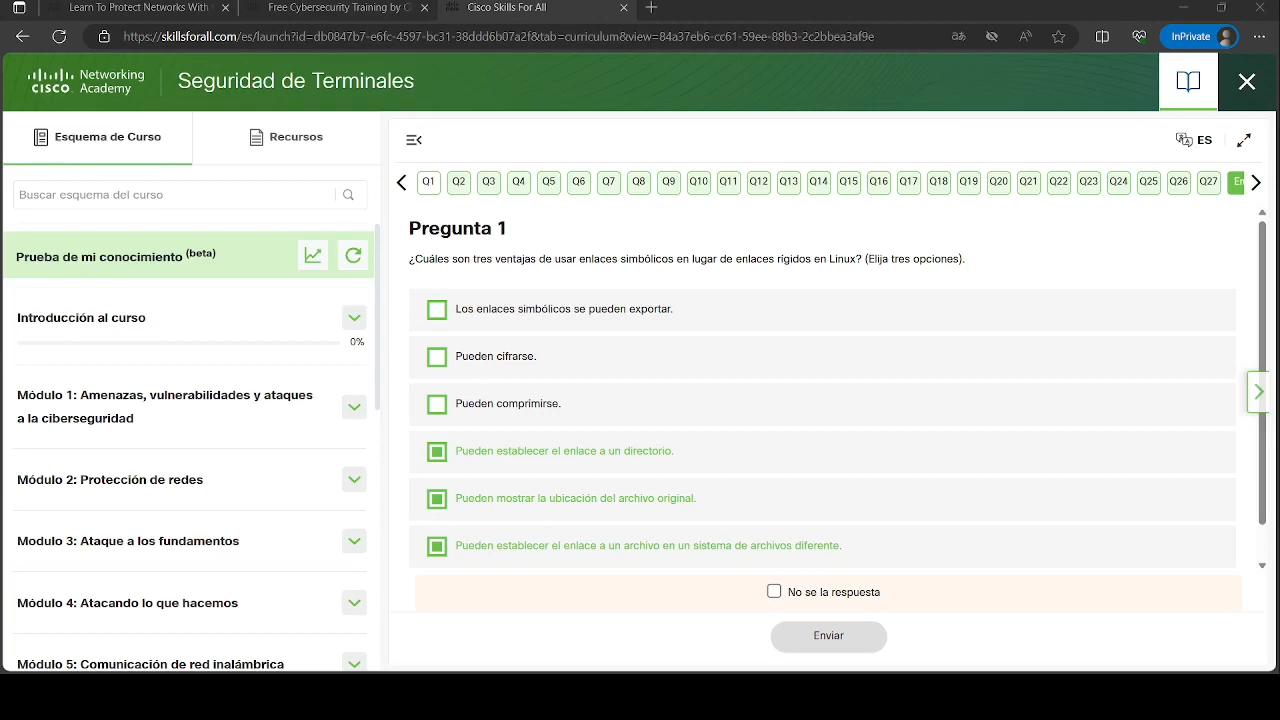 Learn To Protect Networks With
Free Cybersecurity Training by C
Cisco Skills For All
https://skillsforall.com/es/launch?id=db0847b7-e6fc-4597-bc31-38ddd6b07a2f&tab=curriculum&view=84a37eb6-cc61-59ee-88b3-2c2bbea3af9e
InPrivate
cisco Networking Academy
Seguridad de Terminales
Esquema de Curso
Recursos
ES
Buscar esquema del curso
Q1 Q2 Q3 Q4 Q5 Q6 Q7 Q8 Q9 Q10 Q11 Q12 Q13 Q14 Q15 Q16 Q17 Q18 Q19 Q20 Q21 Q22 Q23 Q24 Q25 Q26 Q27 En
Prueba de mi conocimiento (beta)
Introducción al curso
0%
Módulo 1: Amenazas, vulnerabilidades y ataques
a la ciberseguridad
Módulo 2: Protección de redes
Modulo 3: Ataque a los fundamentos
Módulo 4: Atacando lo que hacemos
Módulo 5: Comunicación de red inalámbrica
Pregunta 1
¿Cuáles son tres ventajas de usar enlaces simbólicos en lugar de enlaces rígidos en Linux? (Elija tres opciones).
Los enlaces simbólicos se pueden exportar.
Pueden cifrarse.
Pueden comprimirse.
Pueden establecer el enlace a un directorio.
Pueden mostrar la ubicación del archivo original.
Pueden establecer el enlace a un archivo en un sistema de archivos diferente.
No se la respuesta
Enviar